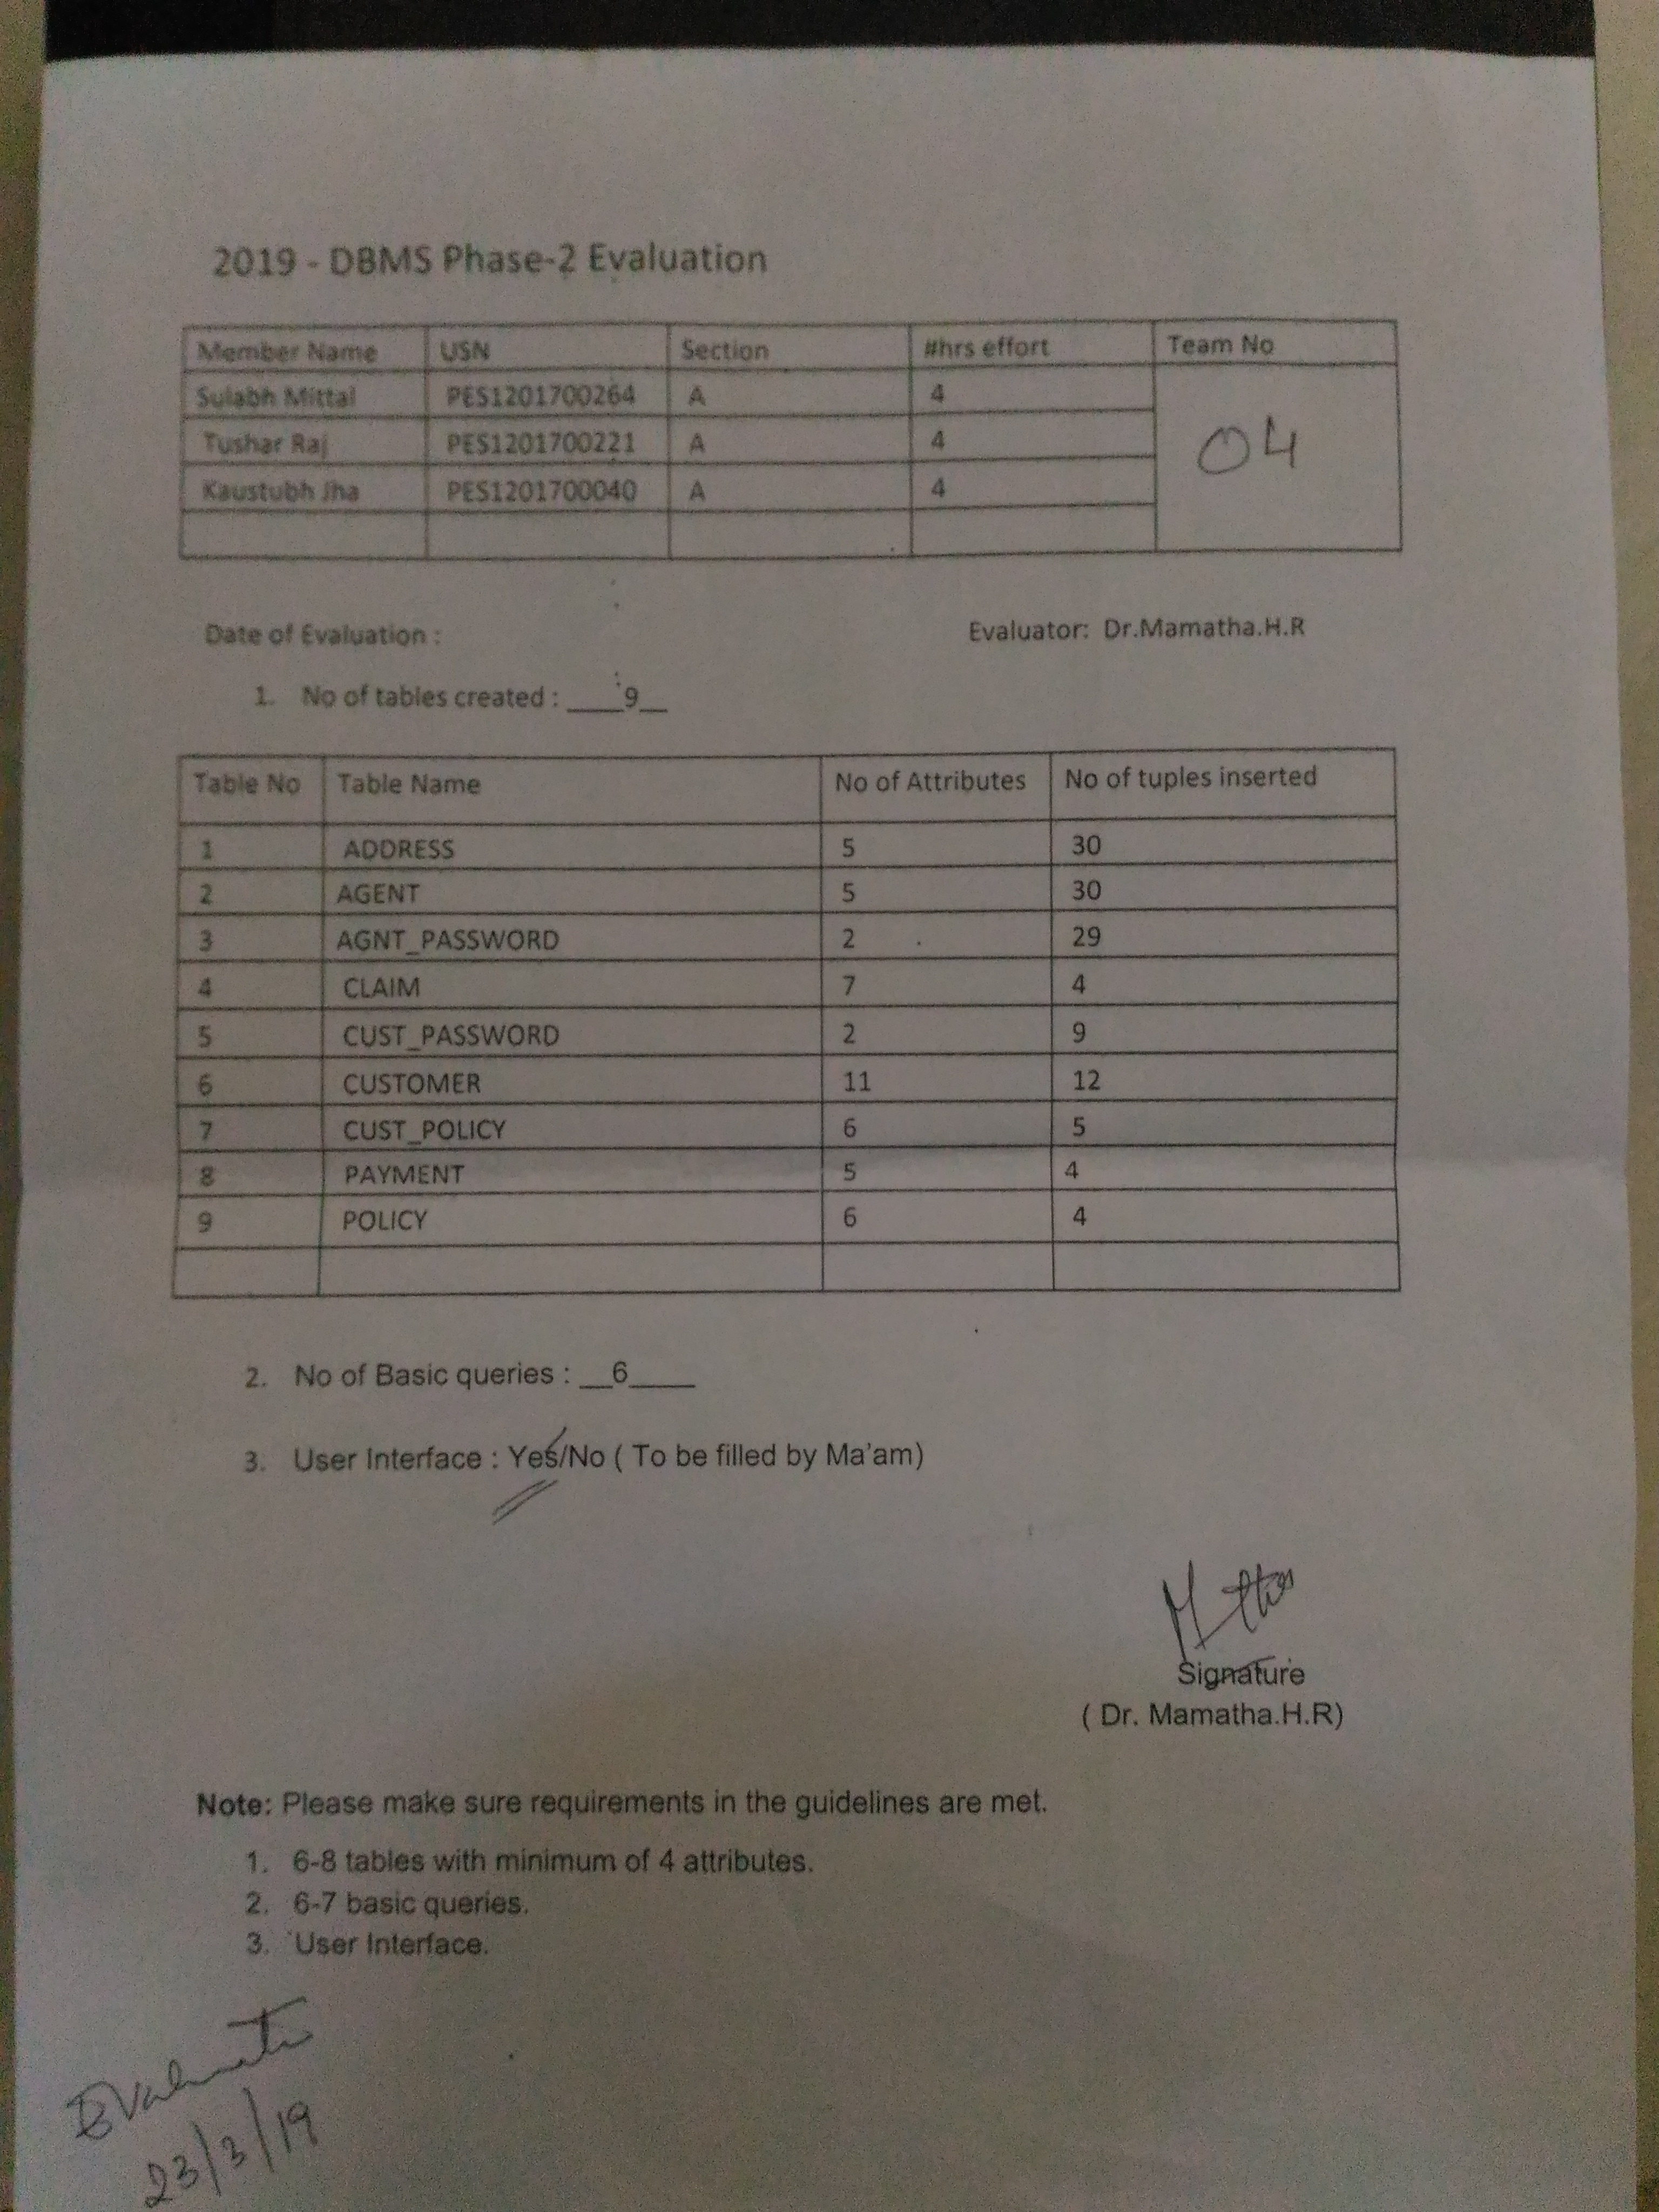 2019 - DBMS Phase-2 Evaluation
Member Name USN Section #hrs effort Team No
Sulabh Mittal PES1201700264 A 4
Tushar Raj PES1201700221 A 4
04
Kaustubh Jha PES1201700040 A 4
Date of Evaluation : Evaluator: Dr.Mamatha.H.R
1. No of tables created : ____9__
Table No Table Name No of Attributes No of tuples inserted
1 ADDRESS 5 30
2 AGENT 5 30
3 AGNT_PASSWORD 2 29
4 CLAIM 7 4
5 CUST_PASSWORD 2 9
6 CUSTOMER 11 12
7 CUST_POLICY 6 5
8 PAYMENT 5 4
9 POLICY 6 4
2. No of Basic queries : __6____
3. User Interface : Yes/No ( To be filled by Ma'am)
Signature
( Dr. Mamatha.H.R)
Note: Please make sure requirements in the guidelines are met.
1. 6-8 tables with minimum of 4 attributes.
2. 6-7 basic queries.
3. User Interface.
23/3/19